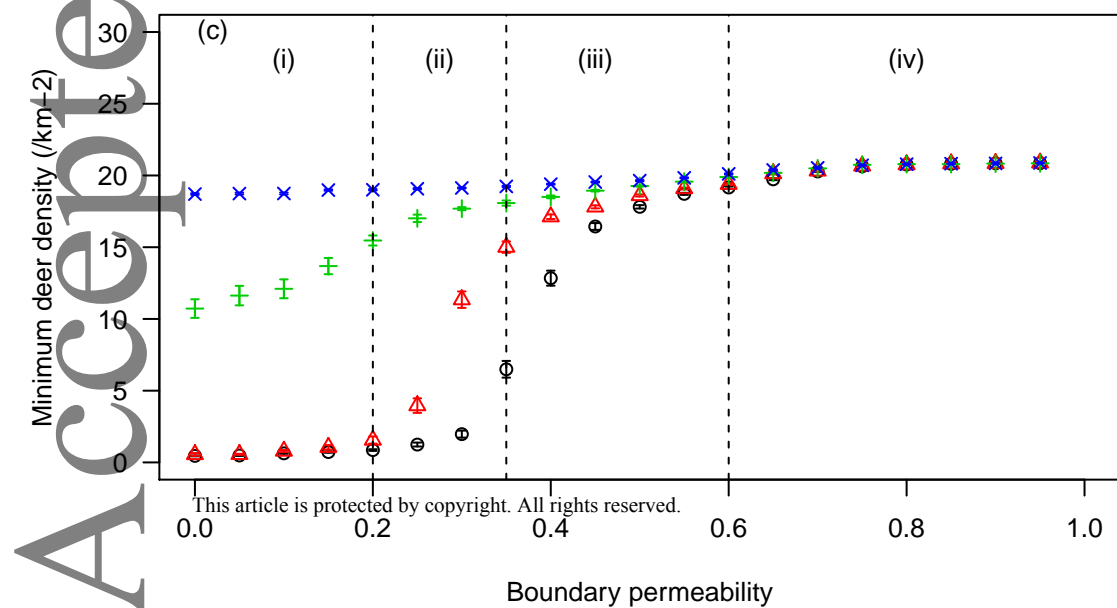 (c)
(i) (ii) (iii) (iv)
Minimum deer density (/km−2)
30
25
20
15
10
5
0
This article is protected by copyright. All rights reserved.
0.0 0.2 0.4 0.6 0.8 1.0
Boundary permeability
Accepte